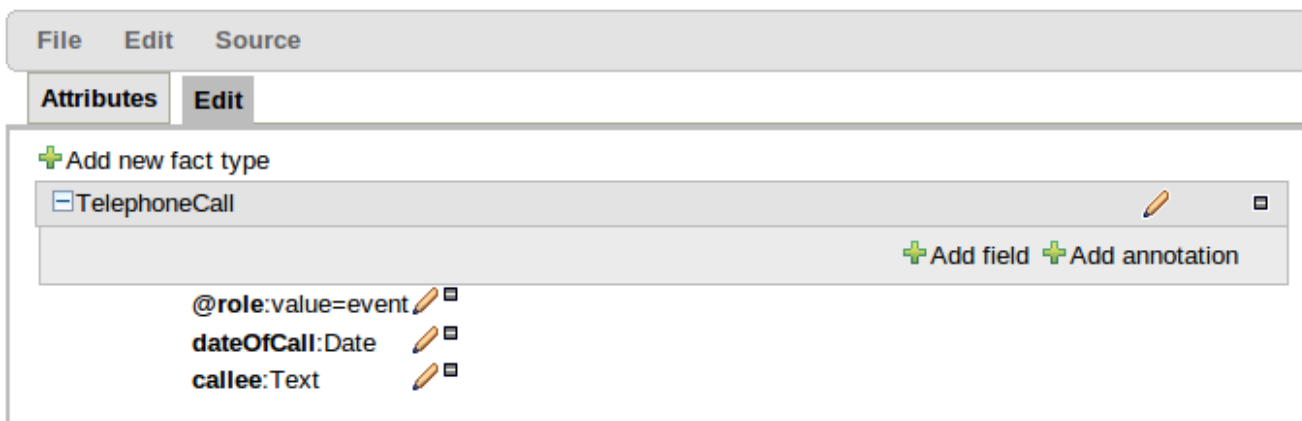 File Edit Source
Attributes Edit
Add new fact type
TelephoneCall
Add field Add annotation
@role:value=event
dateOfCall:Date
callee:Text